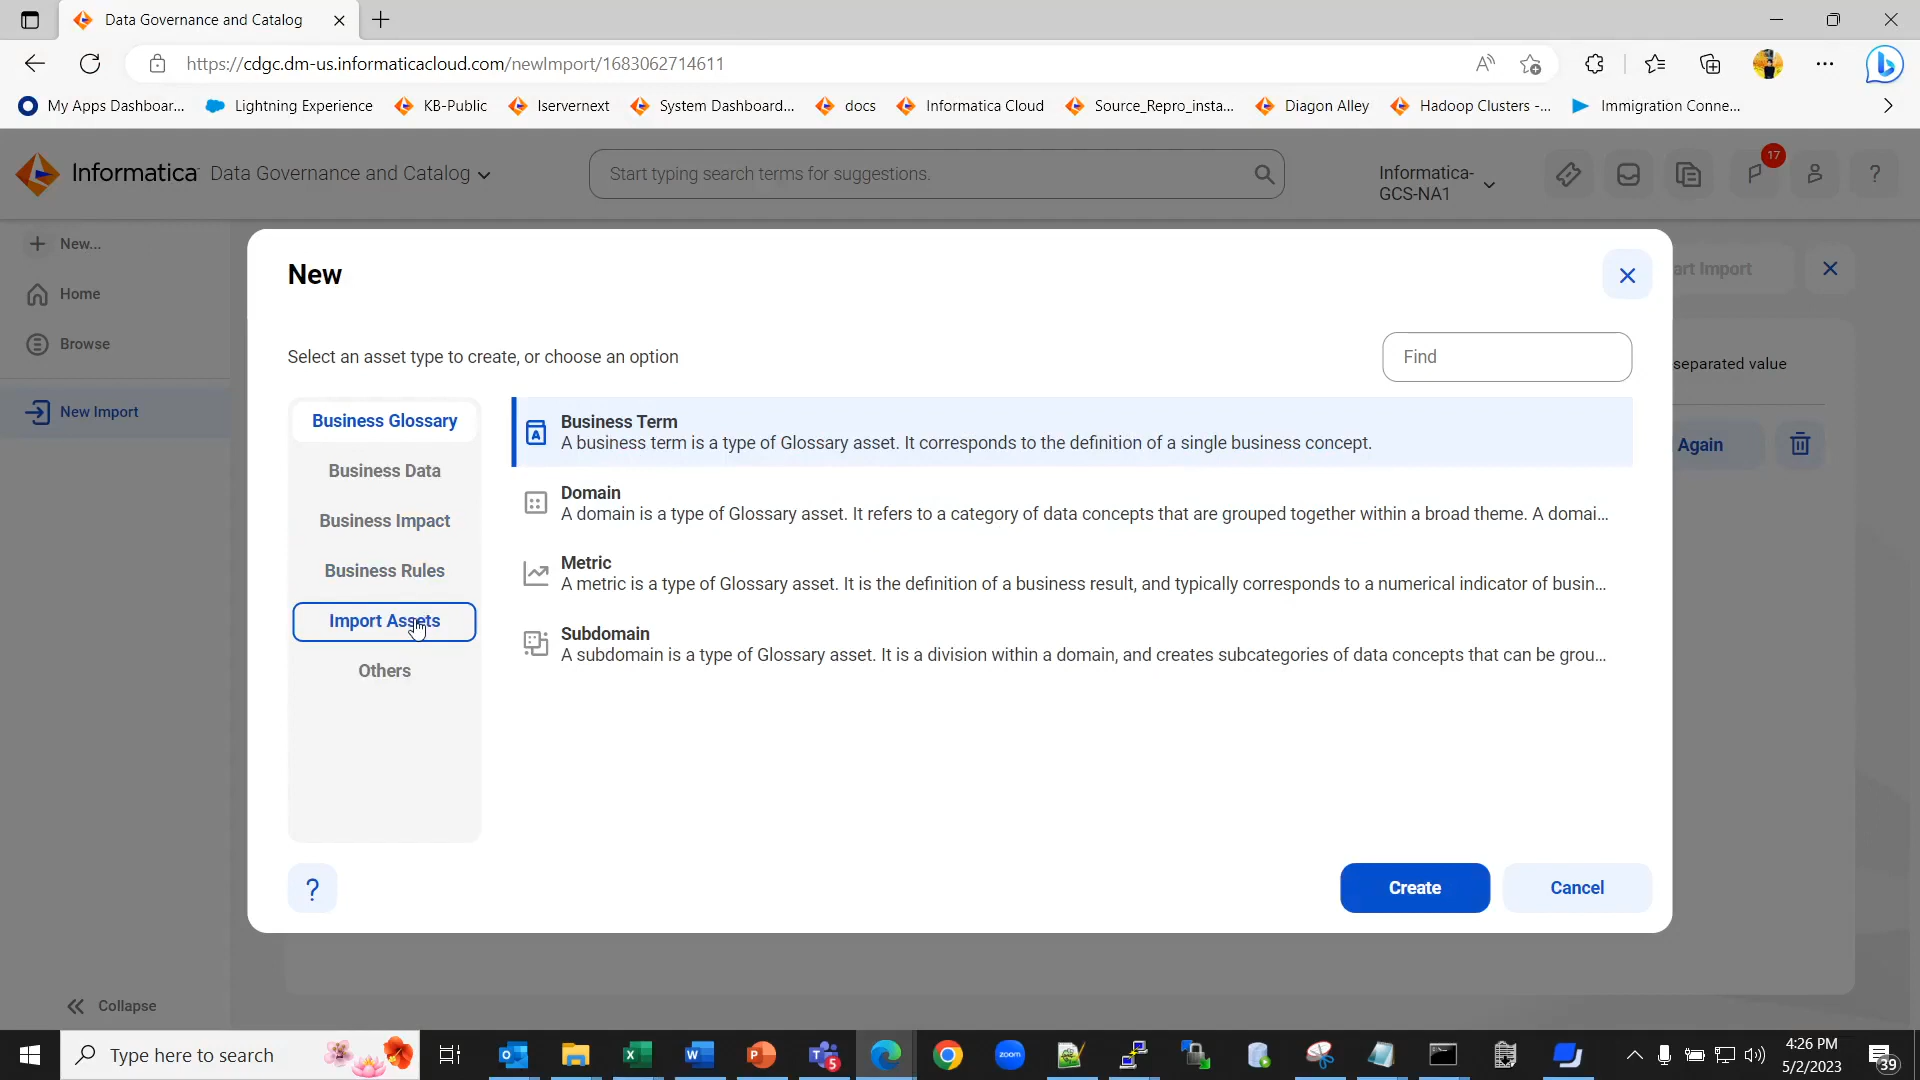 Data Governance and Catalog
https://cdgc.dm-us.informaticacloud.com/newImport/1683062714611
My Apps Dashboar... Lightning Experience KB-Public Iservernext System Dashboard... docs Informatica Cloud Source_Repro_insta... Diagon Alley Hadoop Clusters -... Immigration Conne...
Informatica Data Governance and Catalog
Start typing search terms for suggestions.
Informatica-
GCS-NA1
17
?
New...
Home
Browse
New Import
Collapse
art Import
separated value
Again
New
Select an asset type to create, or choose an option
Find
Business Glossary
Business Data
Business Impact
Business Rules
Import Assets
Others
Business Term
A business term is a type of Glossary asset. It corresponds to the definition of a single business concept.
Domain
A domain is a type of Glossary asset. It refers to a category of data concepts that are grouped together within a broad theme. A domai...
Metric
A metric is a type of Glossary asset. It is the definition of a business result, and typically corresponds to a numerical indicator of busin...
Subdomain
A subdomain is a type of Glossary asset. It is a division within a domain, and creates subcategories of data concepts that can be grou...
?
Create
Cancel
Type here to search
zoom
5
4:26 PM
5/2/2023
39